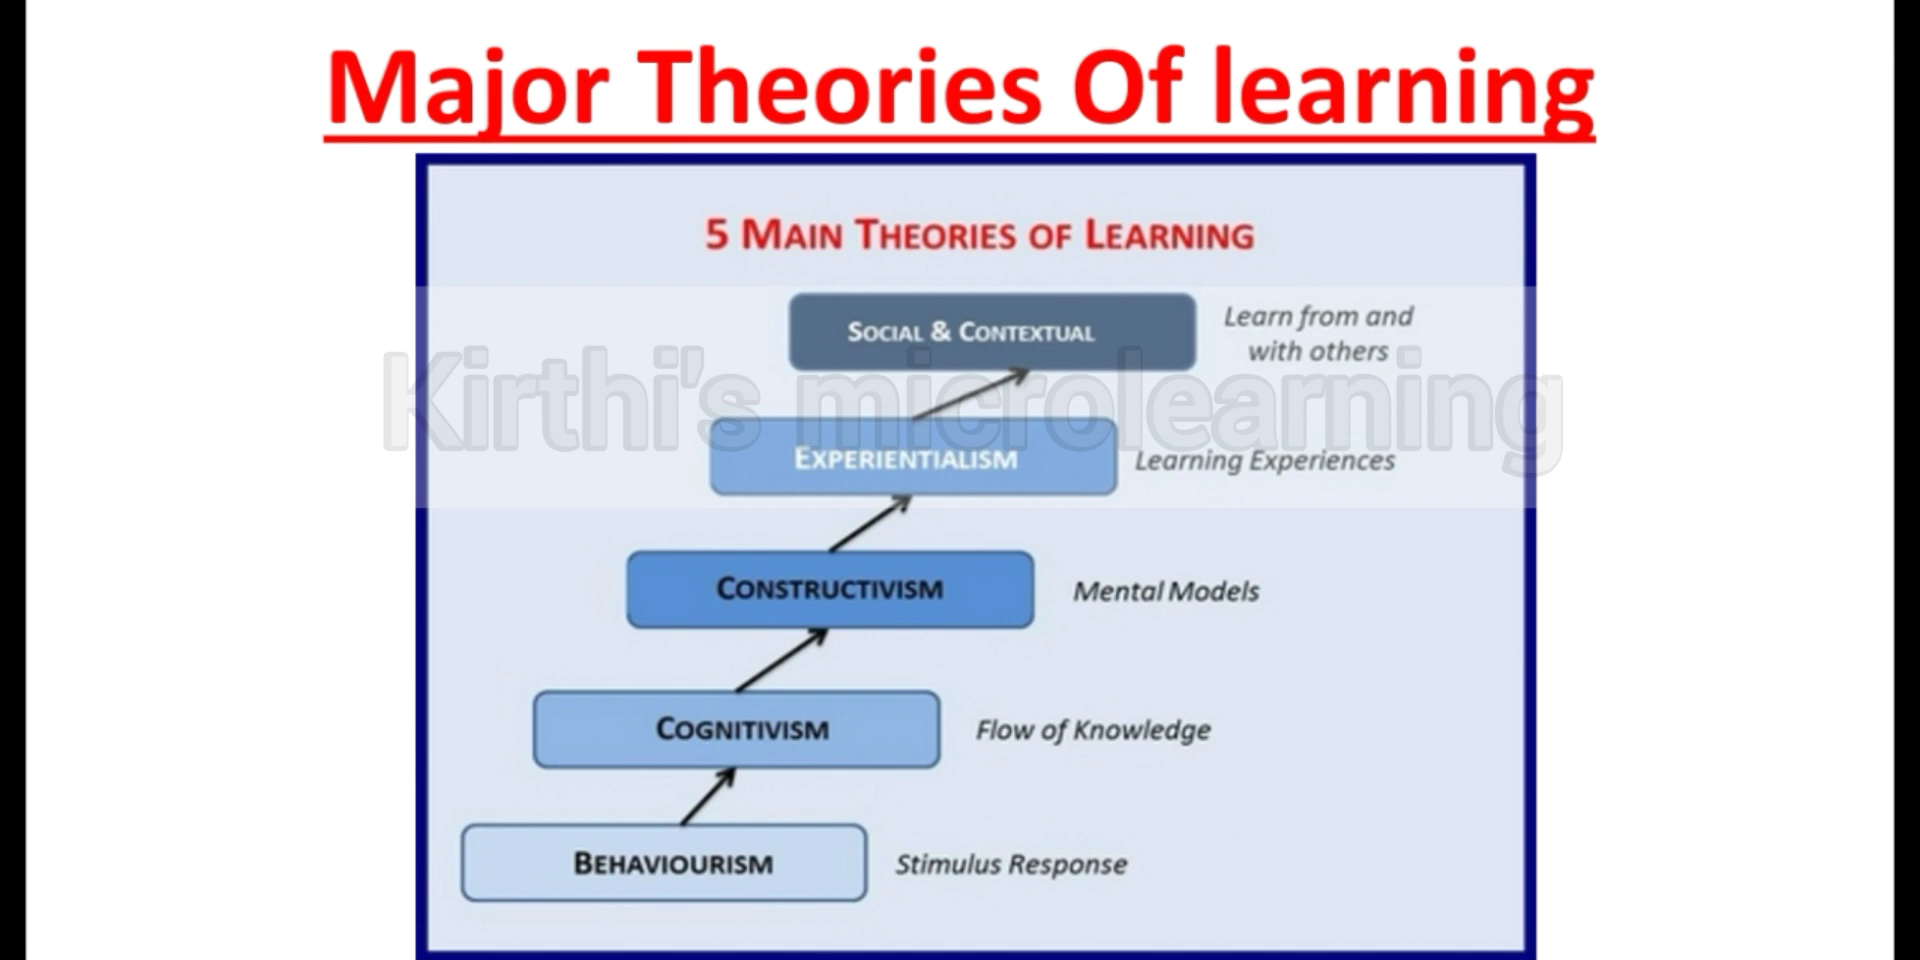 Major Theories Of learning
5 MAIN THEORIES OF LEARNING
SOCIAL & CONTEXTUAL
Learn from and
with others
Kirthi's microlearning
EXPERIENTIALISM
Learning Experiences
CONSTRUCTIVISM
Mental Models
COGNITIVISM
Flow of Knowledge
BEHAVIOURISM
Stimulus Response